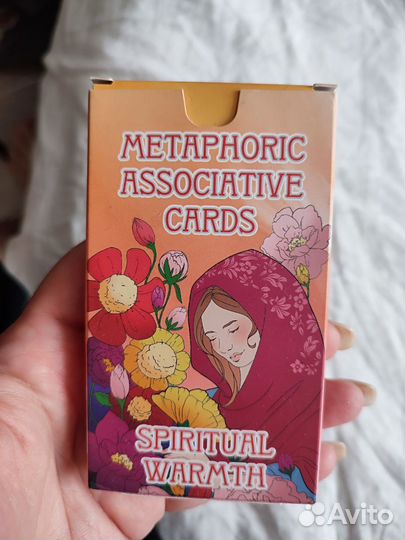 METAPHORIC
ASSOCIATIVE
CARDS
SPIRITUAL
WARMTH
Avito